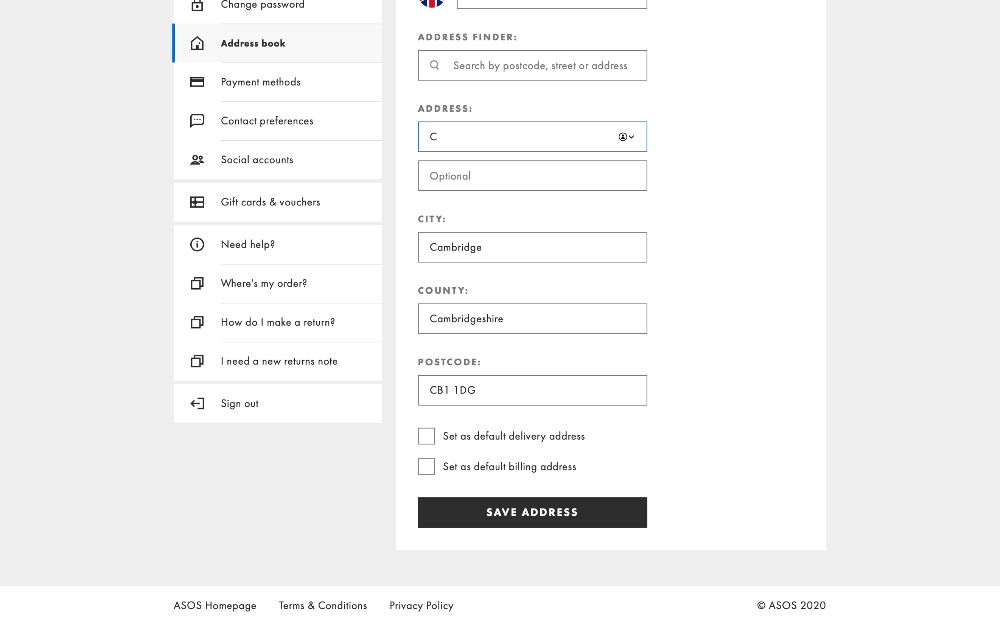 Change password
Address book
Payment methods
Contact preferences
Social accounts
Gift cards & vouchers
Need help?
Where's my order?
How do I make a return?
I need a new returns note
Sign out
ADDRESS FINDER:
Search by postcode, street or address
ADDRESS:
C
Optional
CITY:
Cambridge
COUNTY:
Cambridgeshire
POSTCODE:
CB1 1DG
Set as default delivery address
Set as default billing address
SAVE ADDRESS
ASOS Homepage Terms & Conditions Privacy Policy © ASOS 2020